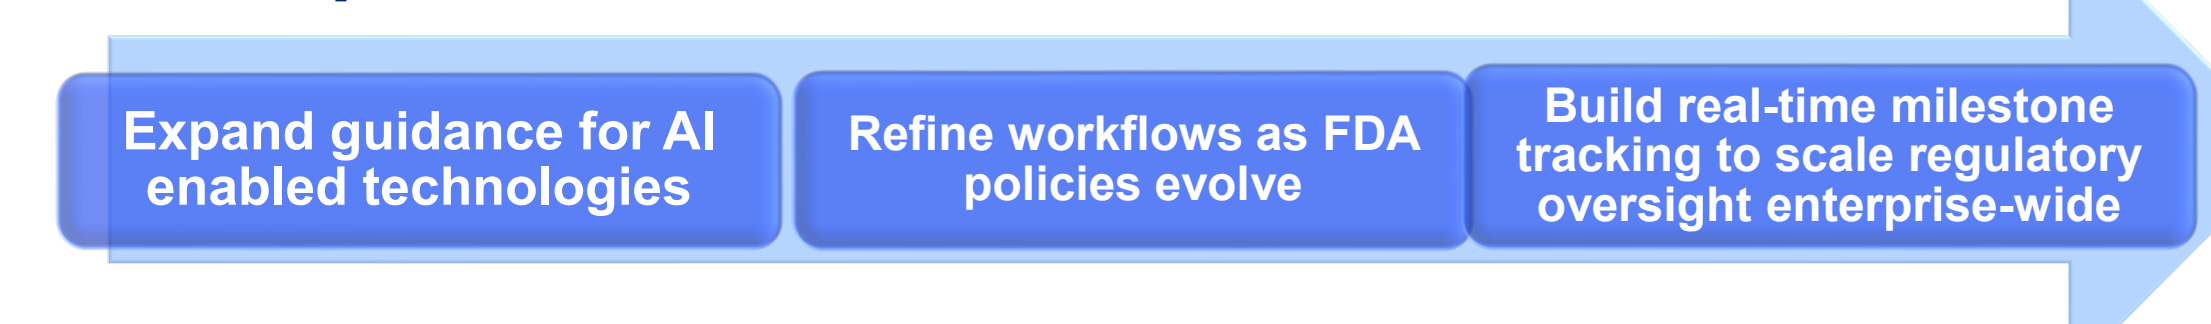 Expand guidance for AI
enabled technologies
Refine workflows as FDA
policies evolve
Build real-time milestone
tracking to scale regulatory
oversight enterprise-wide